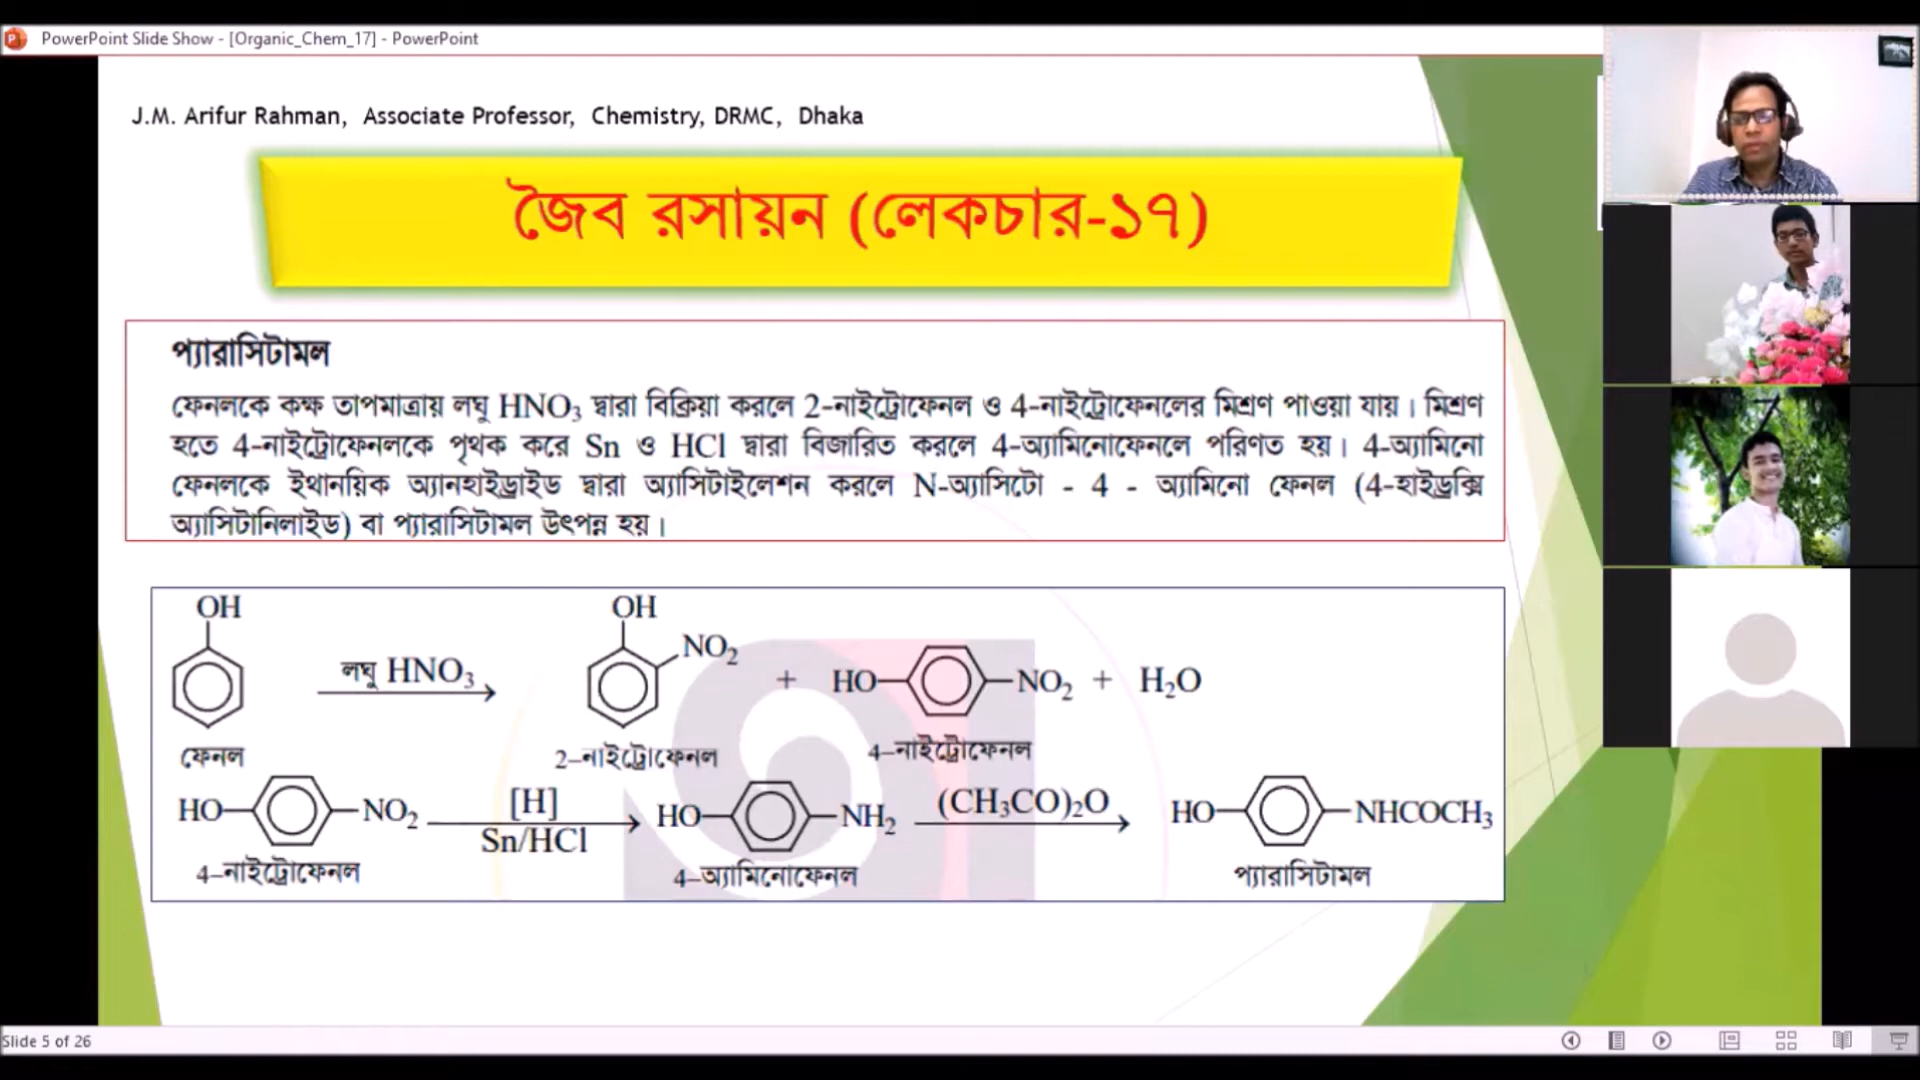 PowerPoint Slide Show - [Organic_Chem_17] - PowerPoint
J.M. Arifur Rahman, Associate Professor, Chemistry, DRMC, Dhaka
জৈব রসায়ন (লেকচার-১৭)
প্যারাসিটামল
ফেনলকে কক্ষ তাপমাত্রায় লঘু HNO₃ দ্বারা বিক্রিয়া করলে 2-নাইট্রোফেনল ও 4-নাইট্রোফেনলের মিশ্রণ পাওয়া যায়। মিশ্রণ
হতে 4-নাইট্রোফেনলকে পৃথক করে Sn ও HCl দ্বারা বিজারিত করলে 4-অ্যামিনোফেনলে পরিণত হয়। 4-অ্যামিনো
ফেনলকে ইথানয়িক অ্যানহাইড্রাইড দ্বারা অ্যাসিটাইলেশন করলে N-অ্যাসিটো - 4 - অ্যামিনো ফেনল (4-হাইড্রক্সি
অ্যাসিটানিলাইড) বা প্যারাসিটামল উৎপন্ন হয়।
OH OH
লঘু HNO₃ NO₂ + HO NO₂ + H₂O
ফেনল 2–নাইট্রোফেনল 4–নাইট্রোফেনল
HO NO₂ [H] HO NH₂ (CH₃CO)₂O HO NHCOCH₃
Sn/HCl
4–নাইট্রোফেনল 4–অ্যামিনোফেনল প্যারাসিটামল
Slide 5 of 26